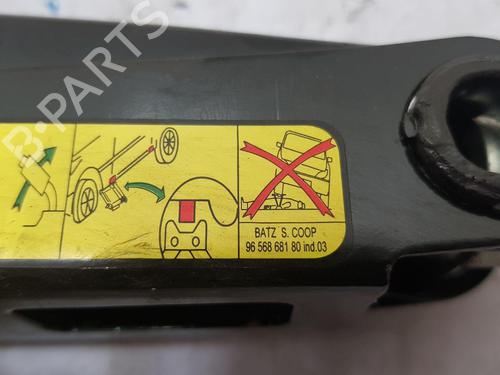 B-PARTS
BATZ S. COOP
96 568 681 80 ind.03